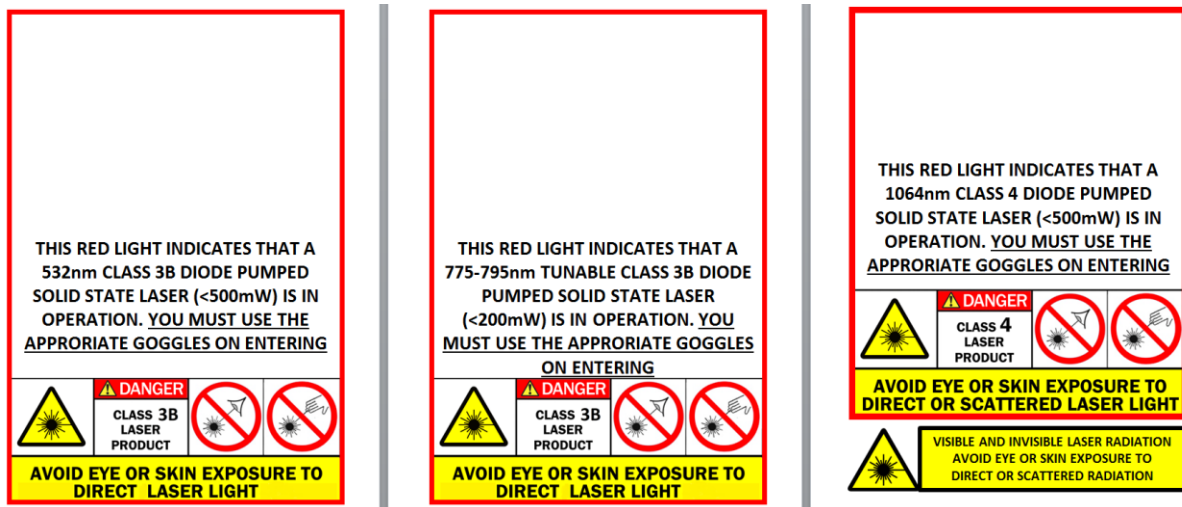 THIS RED LIGHT INDICATES THAT A
532nm CLASS 3B DIODE PUMPED
SOLID STATE LASER (<500mW) IS IN
OPERATION. YOU MUST USE THE
APPRORIATE GOGGLES ON ENTERING
DANGER
CLASS 3B
LASER
PRODUCT
AVOID EYE OR SKIN EXPOSURE TO
DIRECT LASER LIGHT
THIS RED LIGHT INDICATES THAT A
775-795nm TUNABLE CLASS 3B DIODE
PUMPED SOLID STATE LASER
(<200mW) IS IN OPERATION. YOU
MUST USE THE APPRORIATE GOGGLES
ON ENTERING
DANGER
CLASS 3B
LASER
PRODUCT
AVOID EYE OR SKIN EXPOSURE TO
DIRECT LASER LIGHT
THIS RED LIGHT INDICATES THAT A
1064nm CLASS 4 DIODE PUMPED
SOLID STATE LASER (<500mW) IS IN
OPERATION. YOU MUST USE THE
APPRORIATE GOGGLES ON ENTERING
DANGER
CLASS 4
LASER
PRODUCT
AVOID EYE OR SKIN EXPOSURE TO
DIRECT OR SCATTERED LASER LIGHT
VISIBLE AND INVISIBLE LASER RADIATION
AVOID EYE OR SKIN EXPOSURE TO
DIRECT OR SCATTERED RADIATION